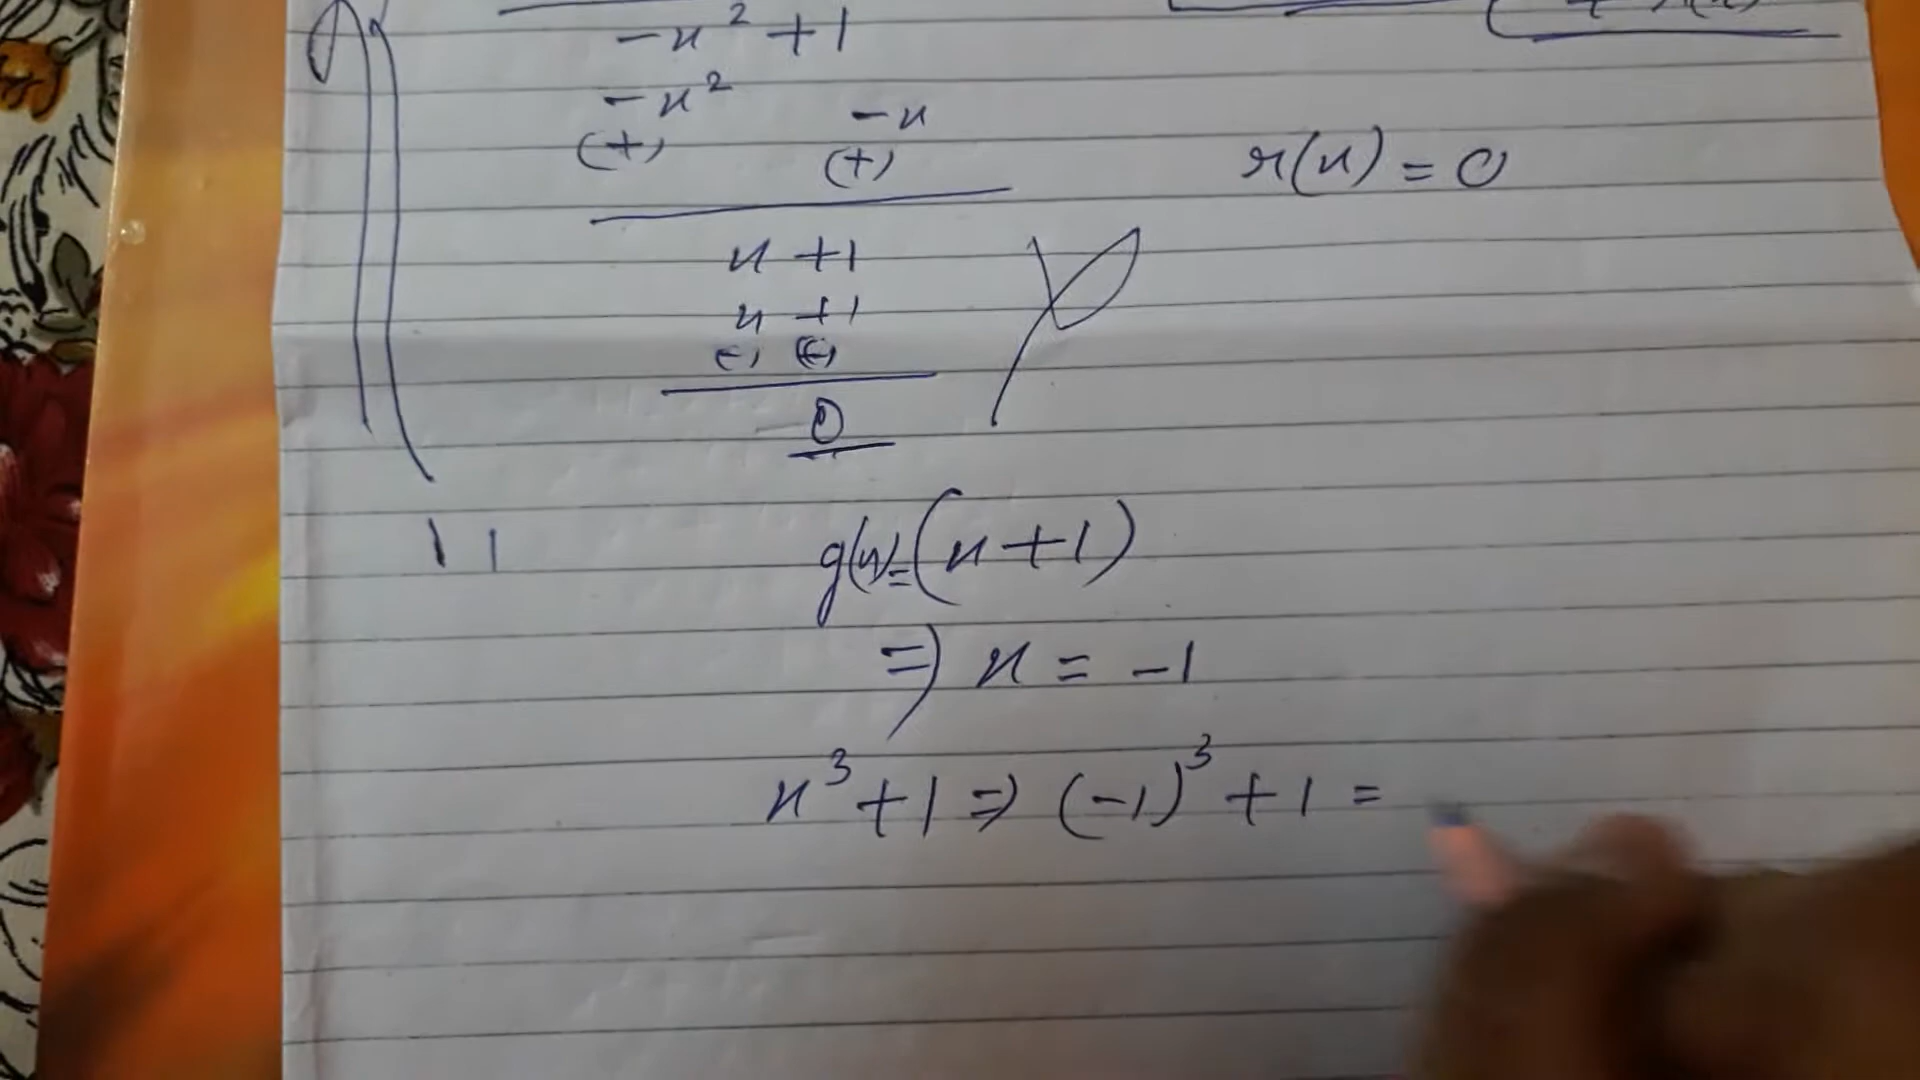 -x² + 1
-x² -x
(+) (+)
r(x) = 0
x + 1
x + 1
(-) (-)
0
g(x) = (x + 1)
⇒ x = -1
x³ + 1 ⇒ (-1)³ + 1 =